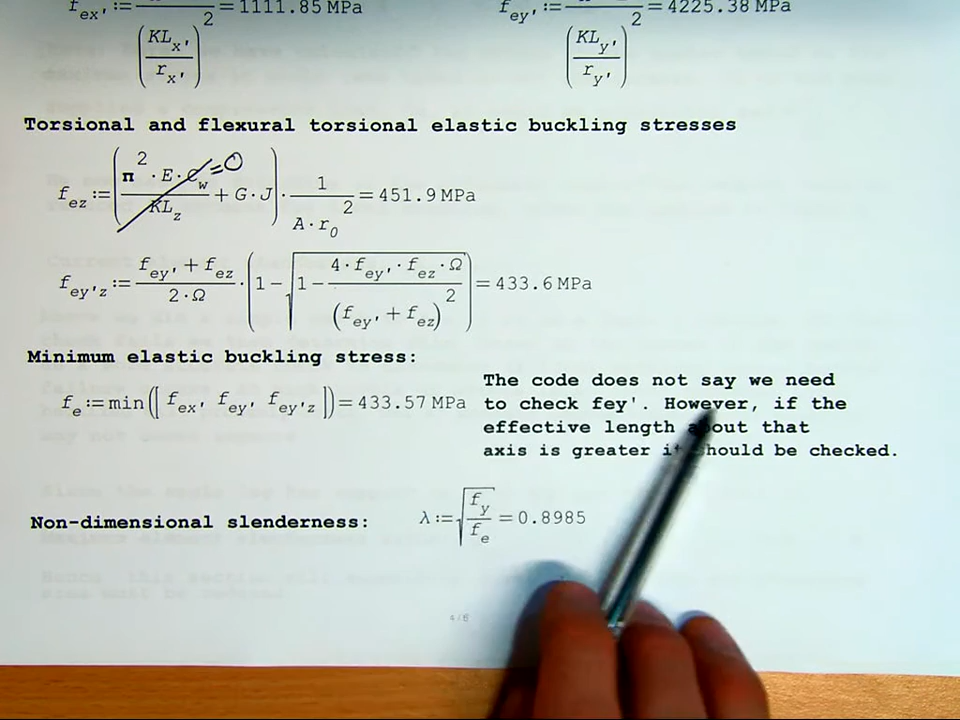 f_ex' := ... 2 = 1111.85 MPa    f_ey' := ... 2 = 4225.38 MPa
(KL_x' / r_x')    (KL_y' / r_y')
Torsional and flexural torsional elastic buckling stresses
f_ez := (π^2 · E · C_w / KL_z + G · J) · 1 / (A · r_0^2) = 451.9 MPa
=0
f_ey'z := (f_ey' + f_ez) / (2 · Ω) · (1 - √(1 - (4 · f_ey' · f_ez · Ω) / (f_ey' + f_ez)^2)) = 433.6 MPa
Minimum elastic buckling stress:
f_e := min([f_ex' f_ey' f_ey'z]) = 433.57 MPa
The code does not say we need
to check fey'. However, if the
effective length about that
axis is greater it should be checked.
Non-dimensional slenderness:    λ := √(f_y / f_e) = 0.8985
4 / 6